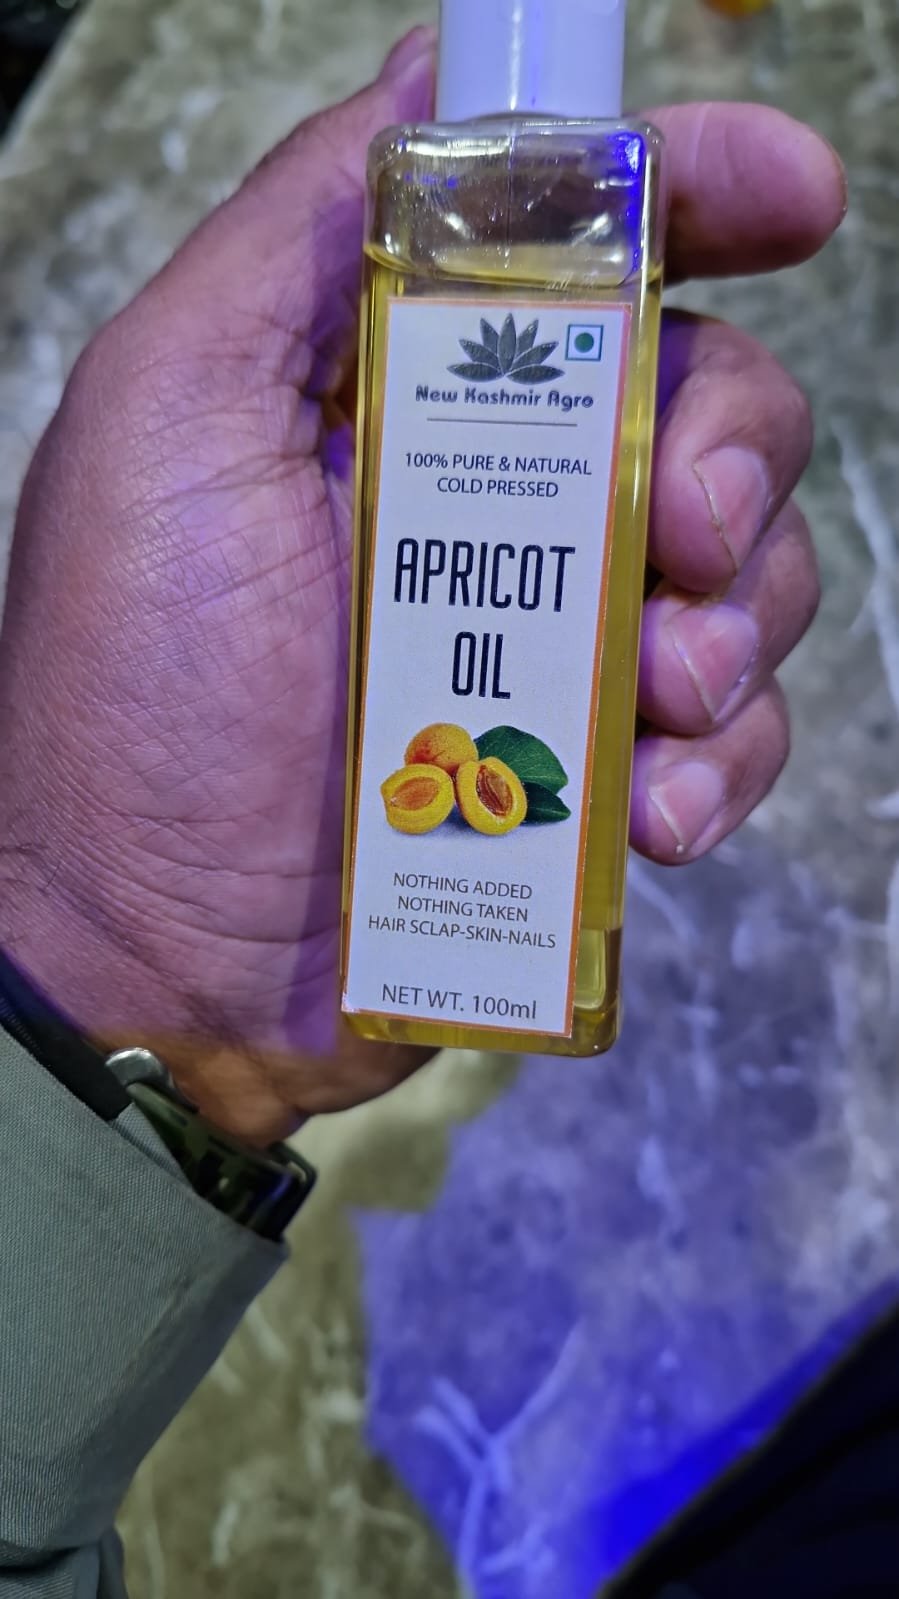 New Kashmir Agro
100% PURE & NATURAL
COLD PRESSED
APRICOT
OIL
NOTHING ADDED
NOTHING TAKEN
HAIR SCLAP-SKIN-NAILS
NET WT. 100ml